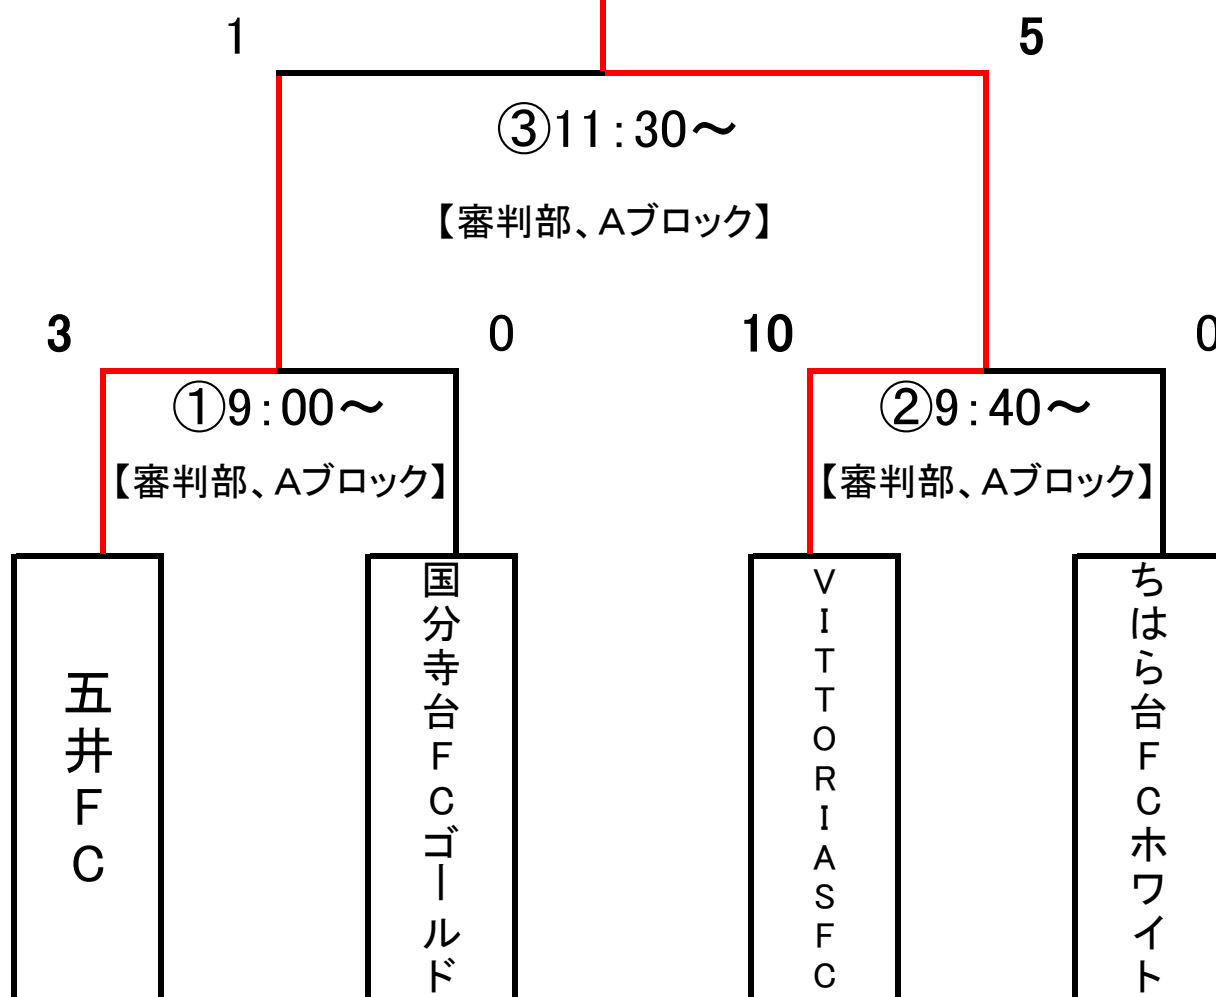 1
5
③11:30～
【審判部、Aブロック】
3
0
10
0
①9:00～
②9:40～
【審判部、Aブロック】
【審判部、Aブロック】
五井FC
国分寺台FCゴールド
VITTORIASFC
ちはら台FCホワイト